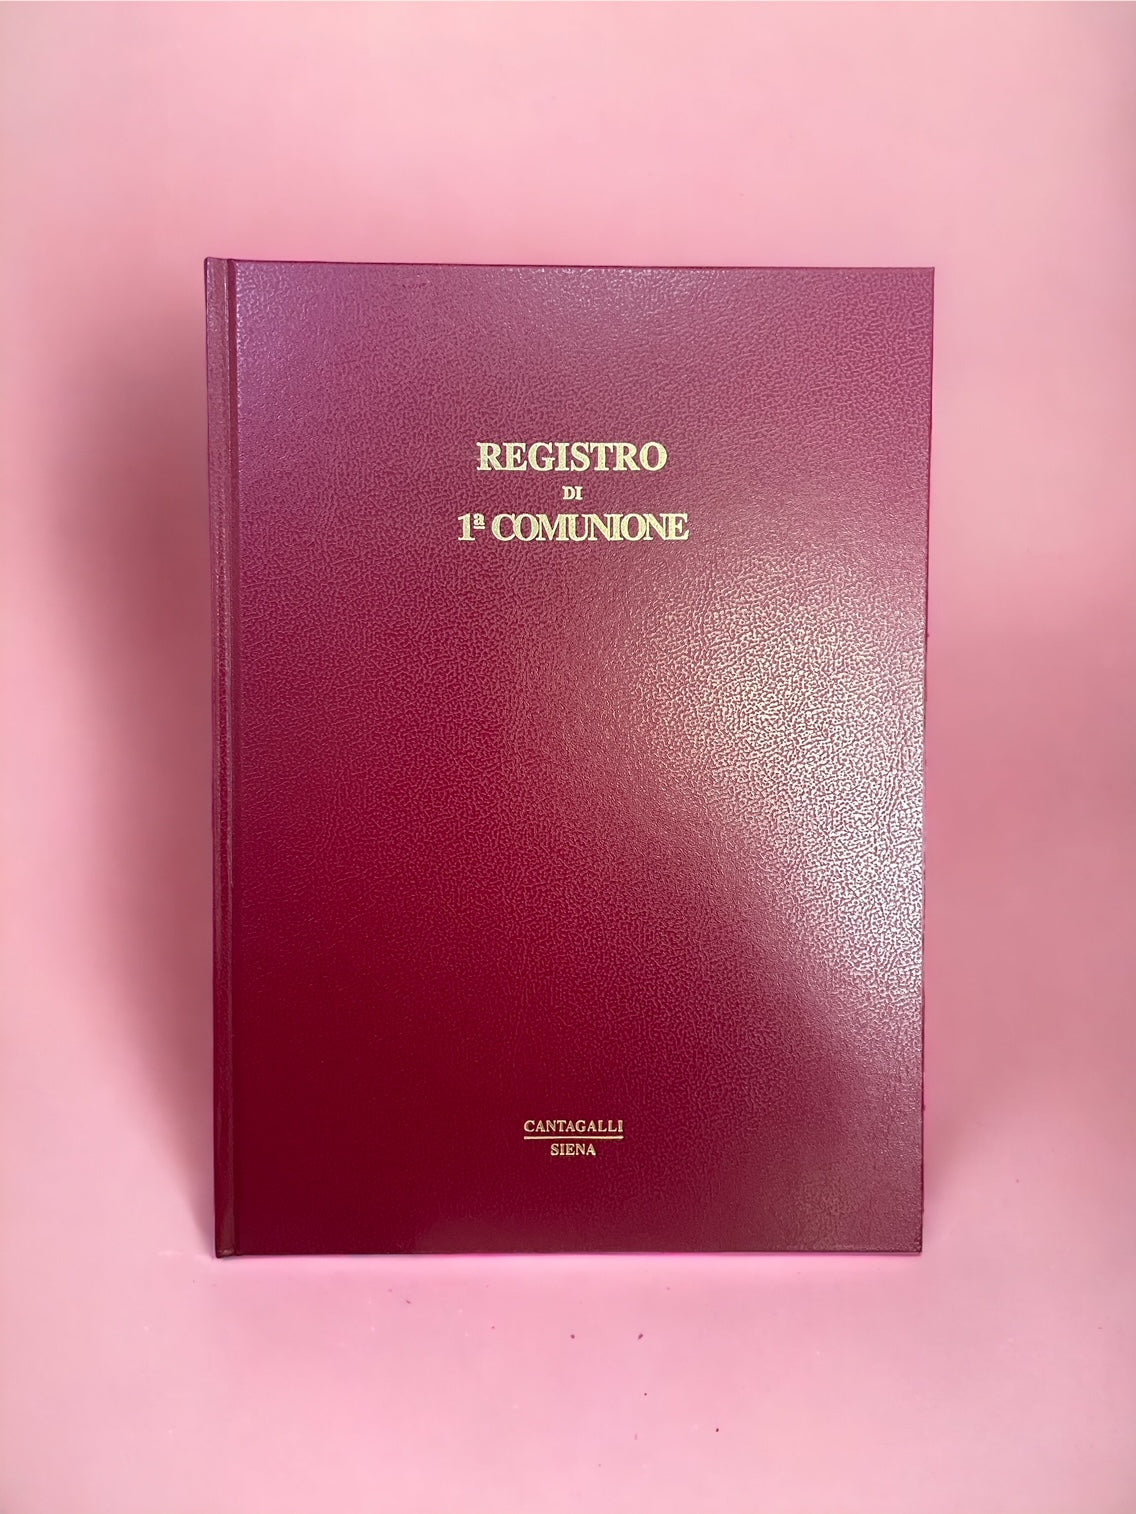 REGISTRO
DI
1ª COMUNIONE
CANTAGALLI
SIENA